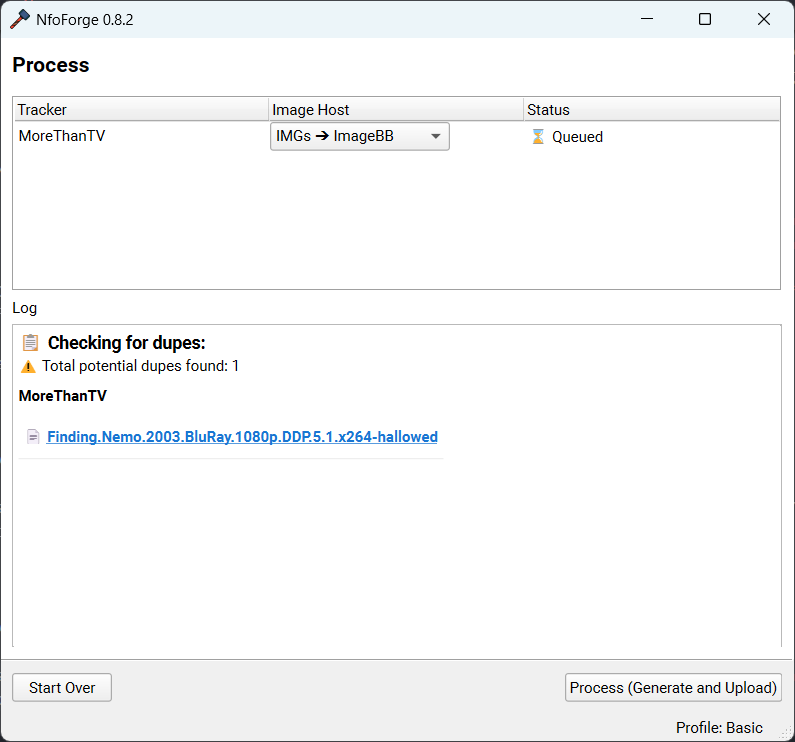 NfoForge 0.8.2
Process
Tracker Image Host Status
MoreThanTV IMGs ➔ ImageBB Queued
Log
Checking for dupes:
Total potential dupes found: 1
MoreThanTV
Finding.Nemo.2003.BluRay.1080p.DDP.5.1.x264-hallowed
Start Over Process (Generate and Upload)
Profile: Basic